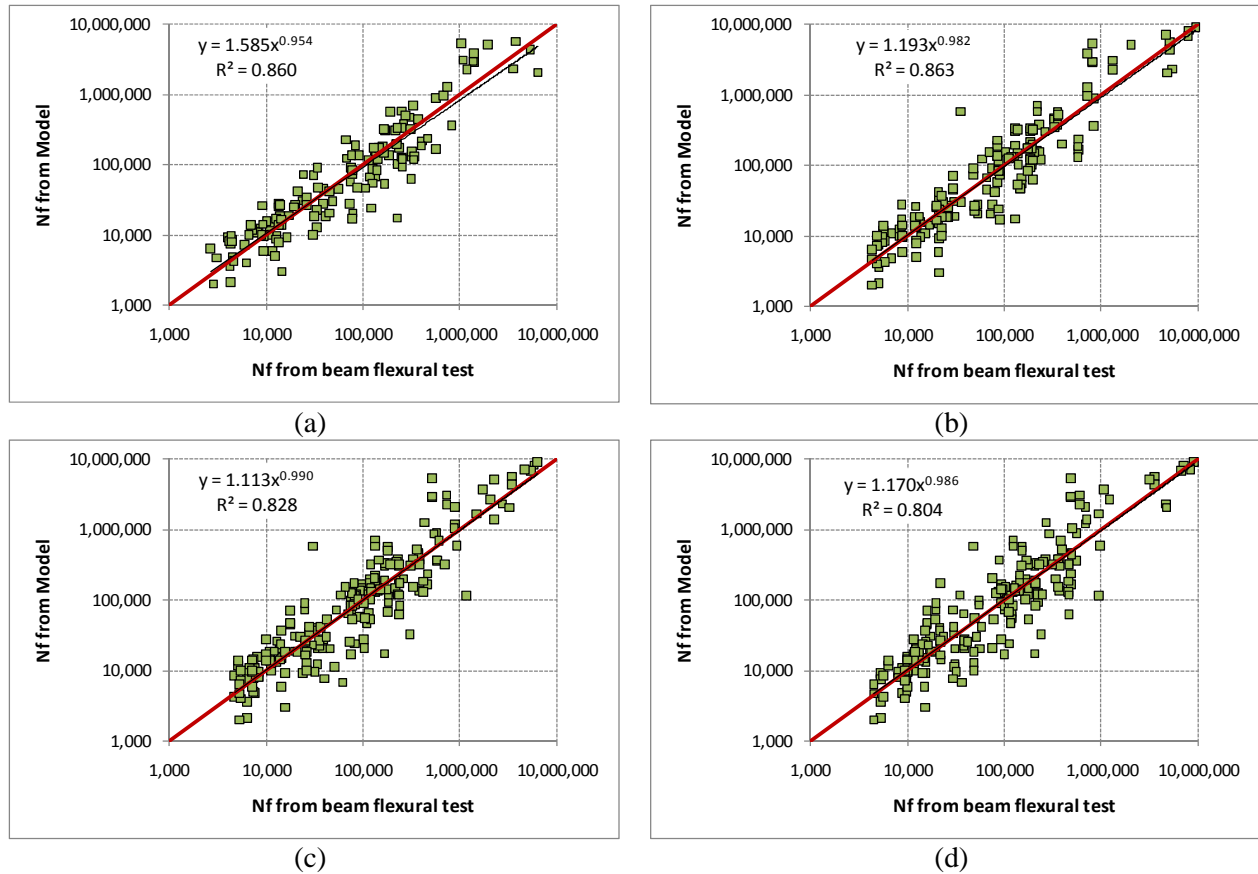 10,000,000
1,000,000
100,000
10,000
1,000
Nf from Model
y = 1.585x^0.954
R² = 0.860
1,000 10,000 100,000 1,000,000 10,000,000
Nf from beam flexural test
(a)
10,000,000
1,000,000
100,000
10,000
1,000
Nf from Model
y = 1.193x^0.982
R² = 0.863
1,000 10,000 100,000 1,000,000 10,000,000
Nf from beam flexural test
(b)
10,000,000
1,000,000
100,000
10,000
1,000
Nf from Model
y = 1.113x^0.990
R² = 0.828
1,000 10,000 100,000 1,000,000 10,000,000
Nf from beam flexural test
(c)
10,000,000
1,000,000
100,000
10,000
1,000
Nf from Model
y = 1.170x^0.986
R² = 0.804
1,000 10,000 100,000 1,000,000 10,000,000
Nf from beam flexural test
(d)